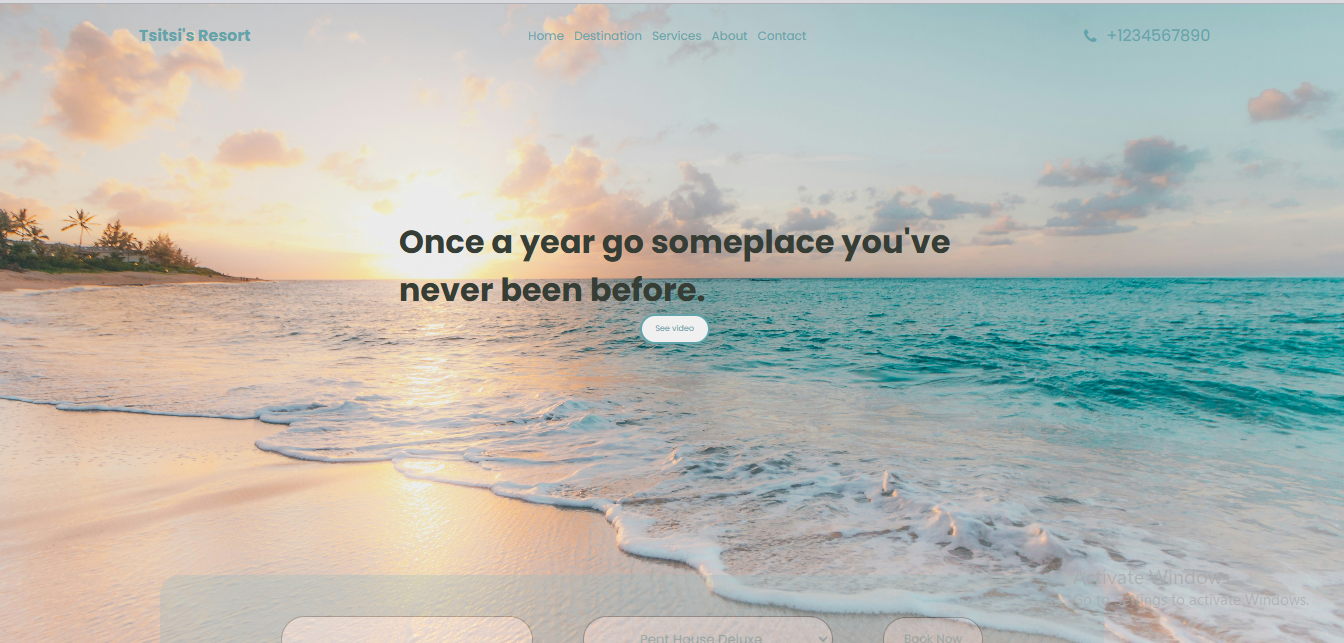 Tsitsi's Resort
Home Destination Services About Contact
+1234567890
Once a year go someplace you've
never been before.
See video
Activate Windows
Go to Settings to activate Windows.
Pent House Deluxe
Book Now